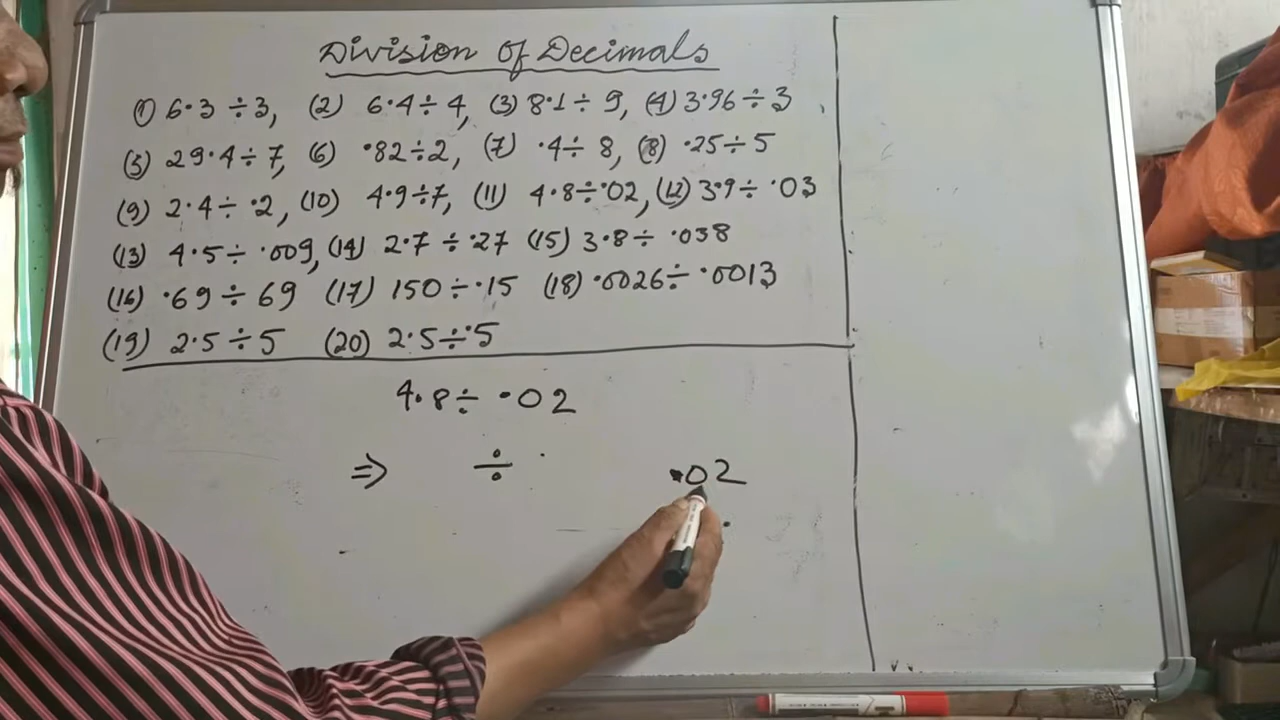 Division of Decimals
(1) 6.3 ÷ 3, (2) 6.4 ÷ 4, (3) 8.1 ÷ 9, (4) 3.96 ÷ 3
(5) 29.4 ÷ 7, (6) .82 ÷ 2, (7) .4 ÷ 8, (8) .25 ÷ 5
(9) 2.4 ÷ .2, (10) 4.9 ÷ 7, (11) 4.8 ÷ .02, (12) 3.9 ÷ .03
(13) 4.5 ÷ .009, (14) 2.7 ÷ .27 (15) 3.8 ÷ .038
(16) .69 ÷ 69 (17) 150 ÷ .15 (18) .0026 ÷ .0013
(19) 2.5 ÷ 5 (20) 2.5 ÷ .5
4.8 ÷ .02
⇒ ÷ .02